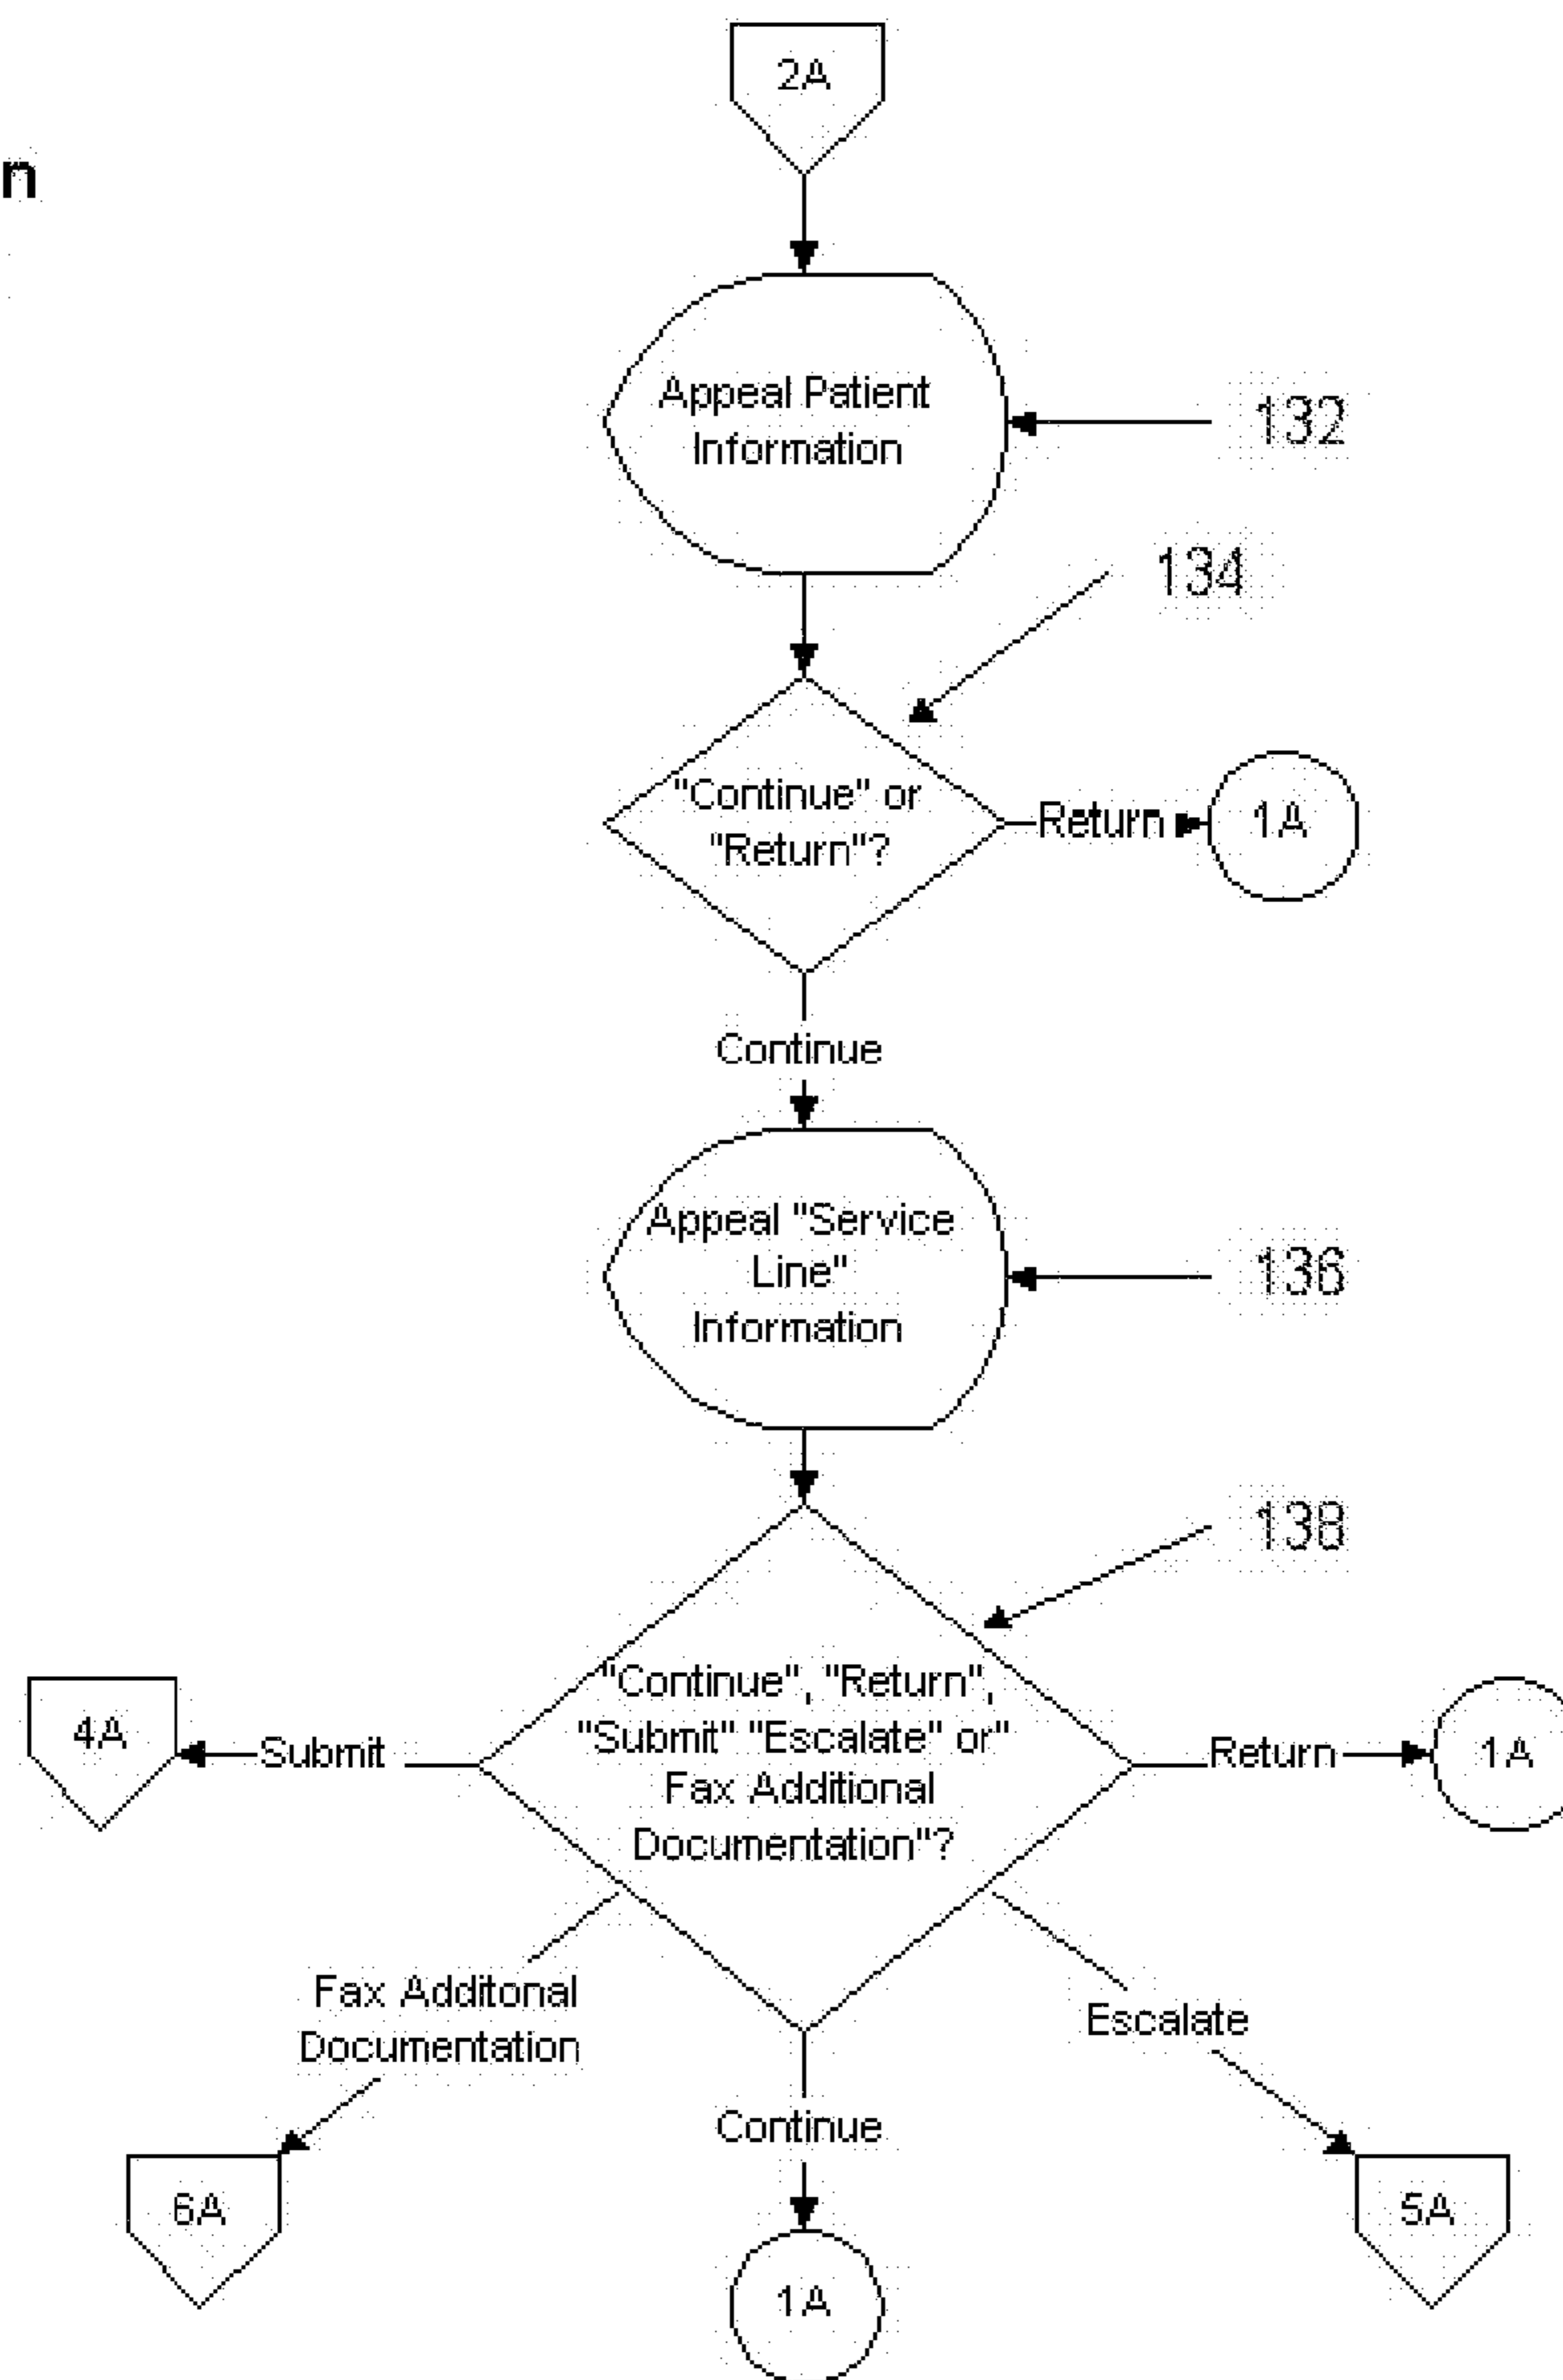 2A
n
Appeal Patient
Information
132
134
"Continue" or
"Return"?
Return
1A
Continue
Appeal "Service
Line"
Information
136
138
"Continue", "Return",
"Submit" "Escalate" or"
Fax Additional
Documentation"?
4A
Submit
Return
1A
Fax Additonal
Documentation
Escalate
Continue
6A
5A
1A